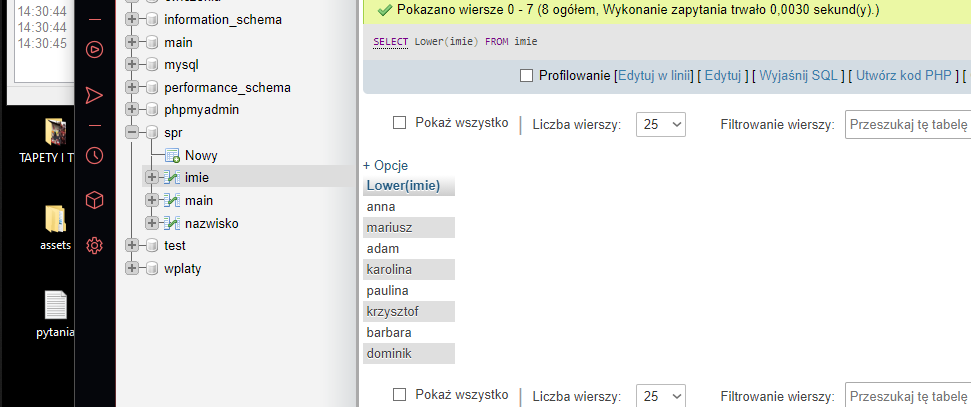 14:30:44
14:30:44
14:30:45
TAPETY I T
assets
pytania
information_schema
main
mysql
performance_schema
phpmyadmin
spr
Nowy
imie
main
nazwisko
test
wplaty
Pokazano wiersze 0 - 7 (8 ogółem, Wykonanie zapytania trwało 0,0030 sekund(y).)
SELECT Lower(imie) FROM imie
Profilowanie [Edytuj w linii] [ Edytuj ] [ Wyjaśnij SQL ] [ Utwórz kod PHP ] [
Pokaż wszystko | Liczba wierszy: 25 Filtrowanie wierszy: Przeszukaj tę tabelę
+ Opcje
Lower(imie)
anna
mariusz
adam
karolina
paulina
krzysztof
barbara
dominik
Pokaż wszystko | Liczba wierszy: 25 Filtrowanie wierszy: Przeszukaj tę tabelę